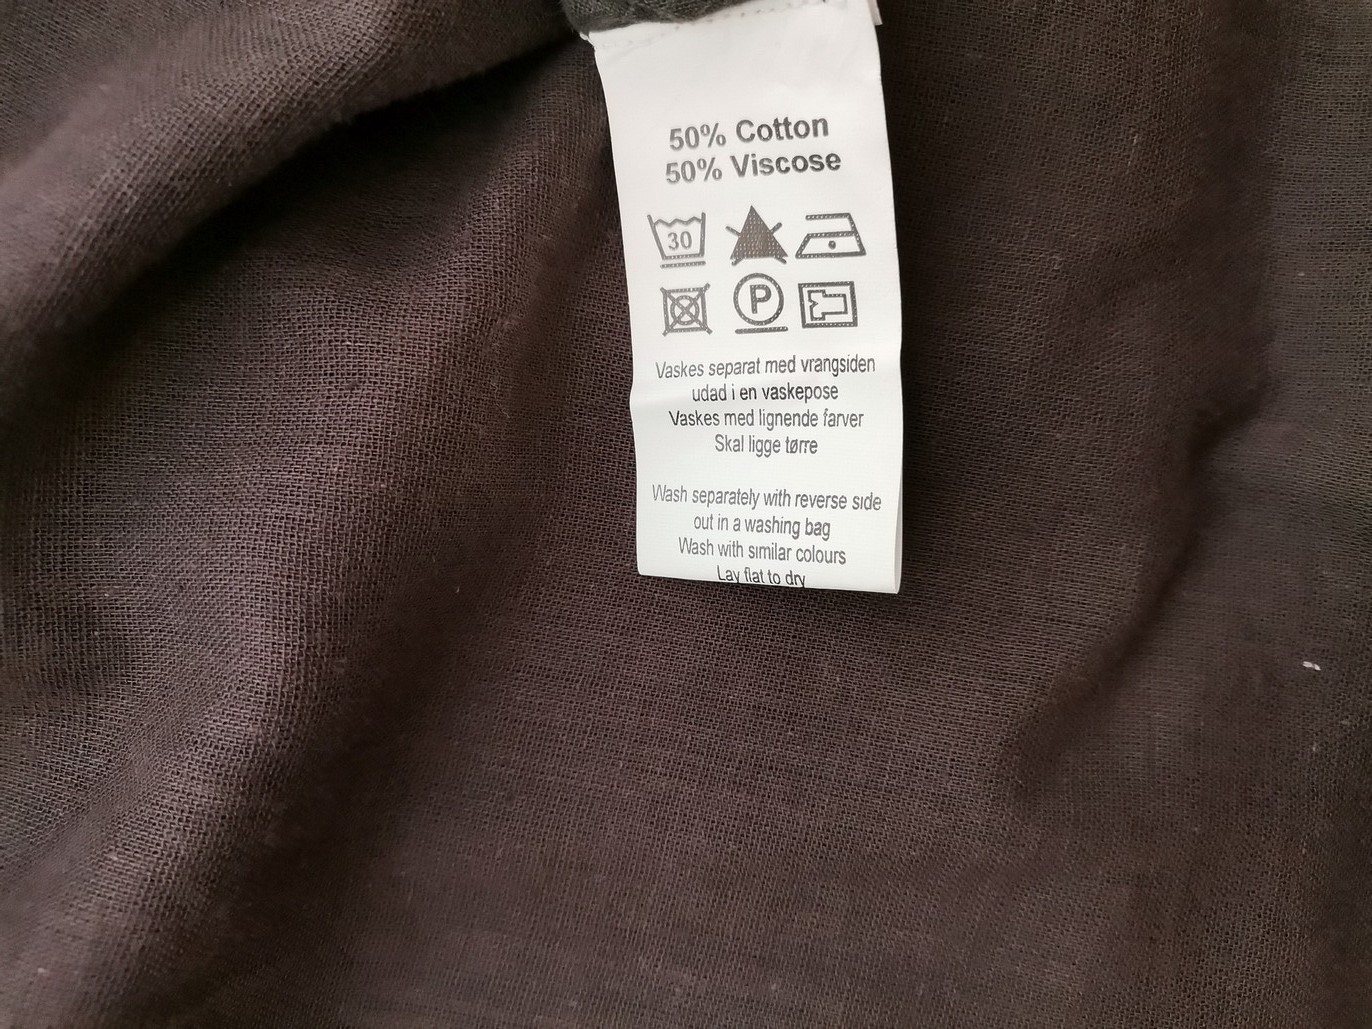 50% Cotton
50% Viscose
30
P
Vaskes separat med vrangsiden
udad i en vaskepose
Vaskes med lignende farver
Skal ligge tørre
Wash separately with reverse side
out in a washing bag
Wash with similar colours
Lay flat to dry